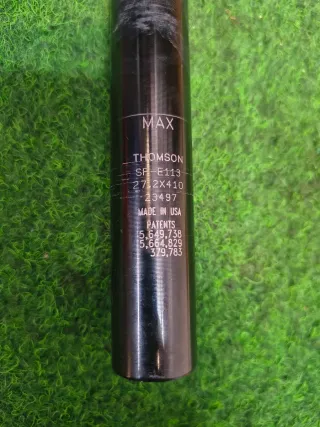 MAX
THOMSON
SP-E113
27.2X410
23497
MADE IN USA
PATENTS
5,649,738
5,664,829
379,783